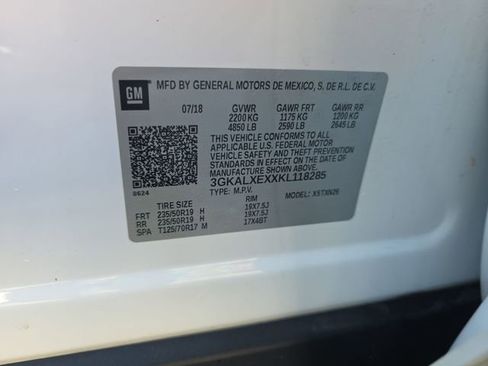 GM
MFD BY GENERAL MOTORS DE MEXICO, S. DE R.L. DE C.V.
07/18 GVWR GAWR FRT GAWR RR
2200 KG 1175 KG 1200 KG
4850 LB 2590 LB 2645 LB
THIS VEHICLE CONFORMS TO ALL
APPLICABLE U.S. FEDERAL MOTOR
VEHICLE SAFETY, BUMPER, AND THEFT PREVENTION
STANDARDS IN EFFECT ON THE DATE OF
MANUFACTURE SHOWN ABOVE.
3GKALXEXXKL118285
TYPE: M.P.V. MODEL: X5TXN26
8624
TIRE SIZE RIM
FRT 235/50R19 H 19X7.5J
RR 235/50R19 H 19X7.5J
SPA T125/70R17 M 17X4BT